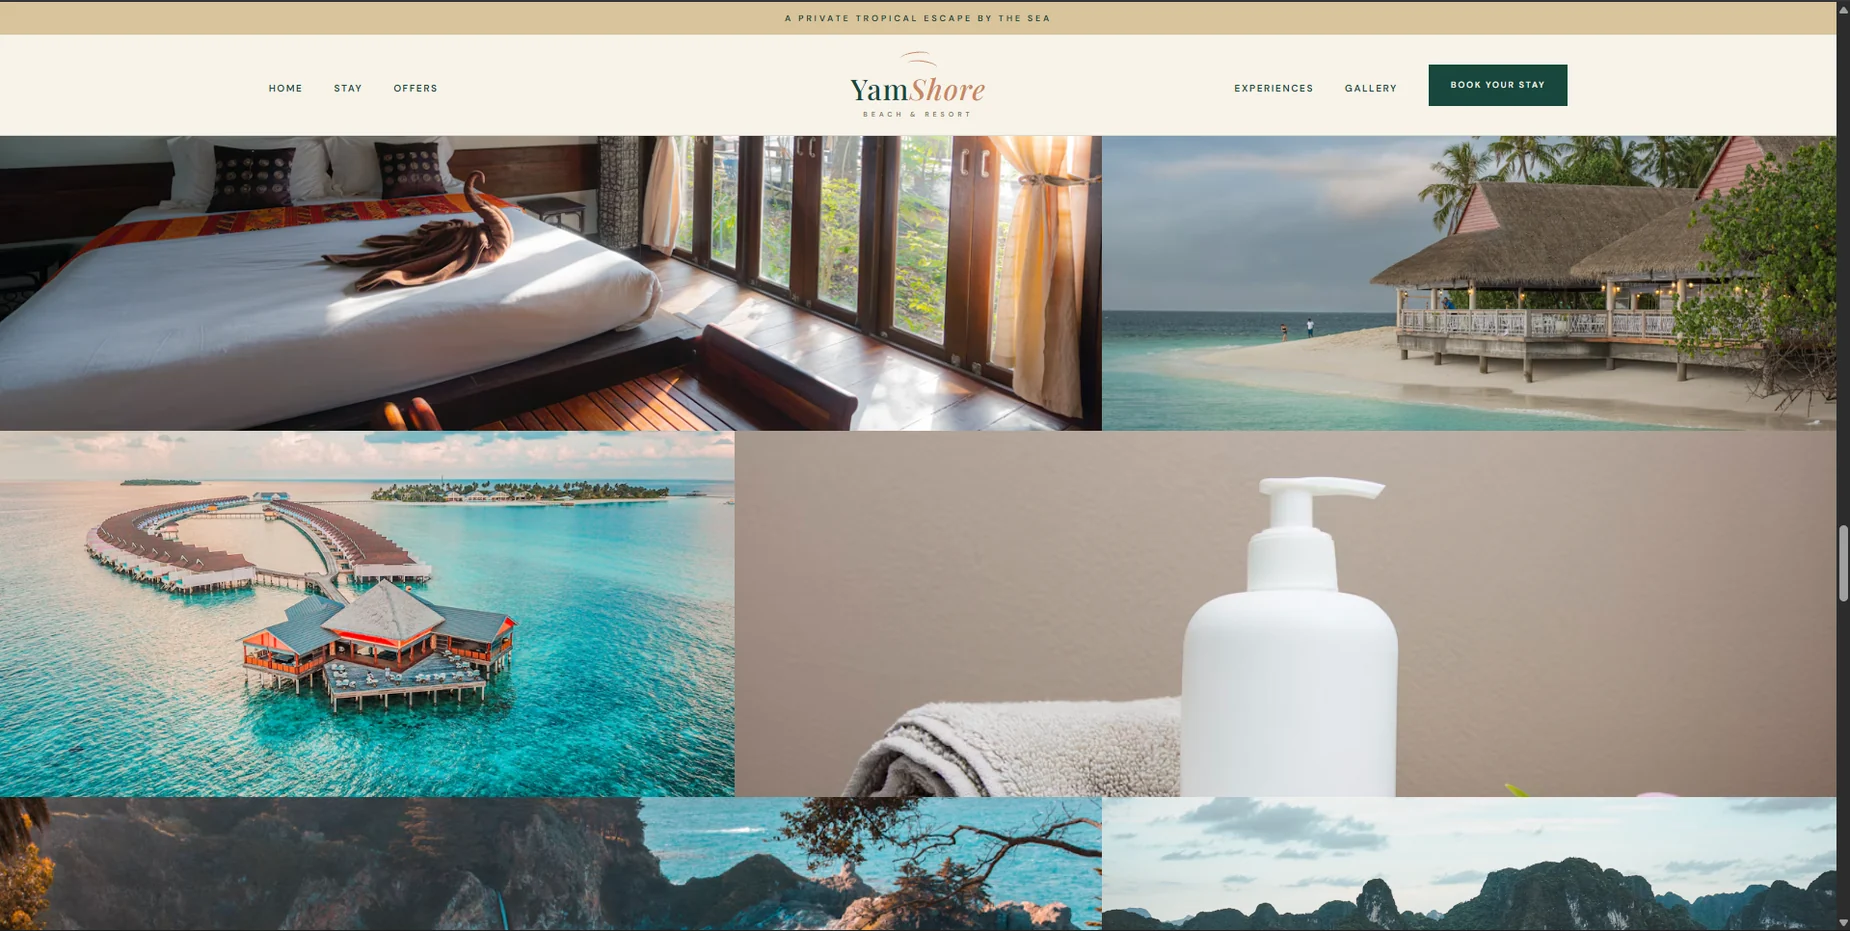 A PRIVATE TROPICAL ESCAPE BY THE SEA
HOME STAY OFFERS
YamShore
BEACH & RESORT
EXPERIENCES GALLERY BOOK YOUR STAY